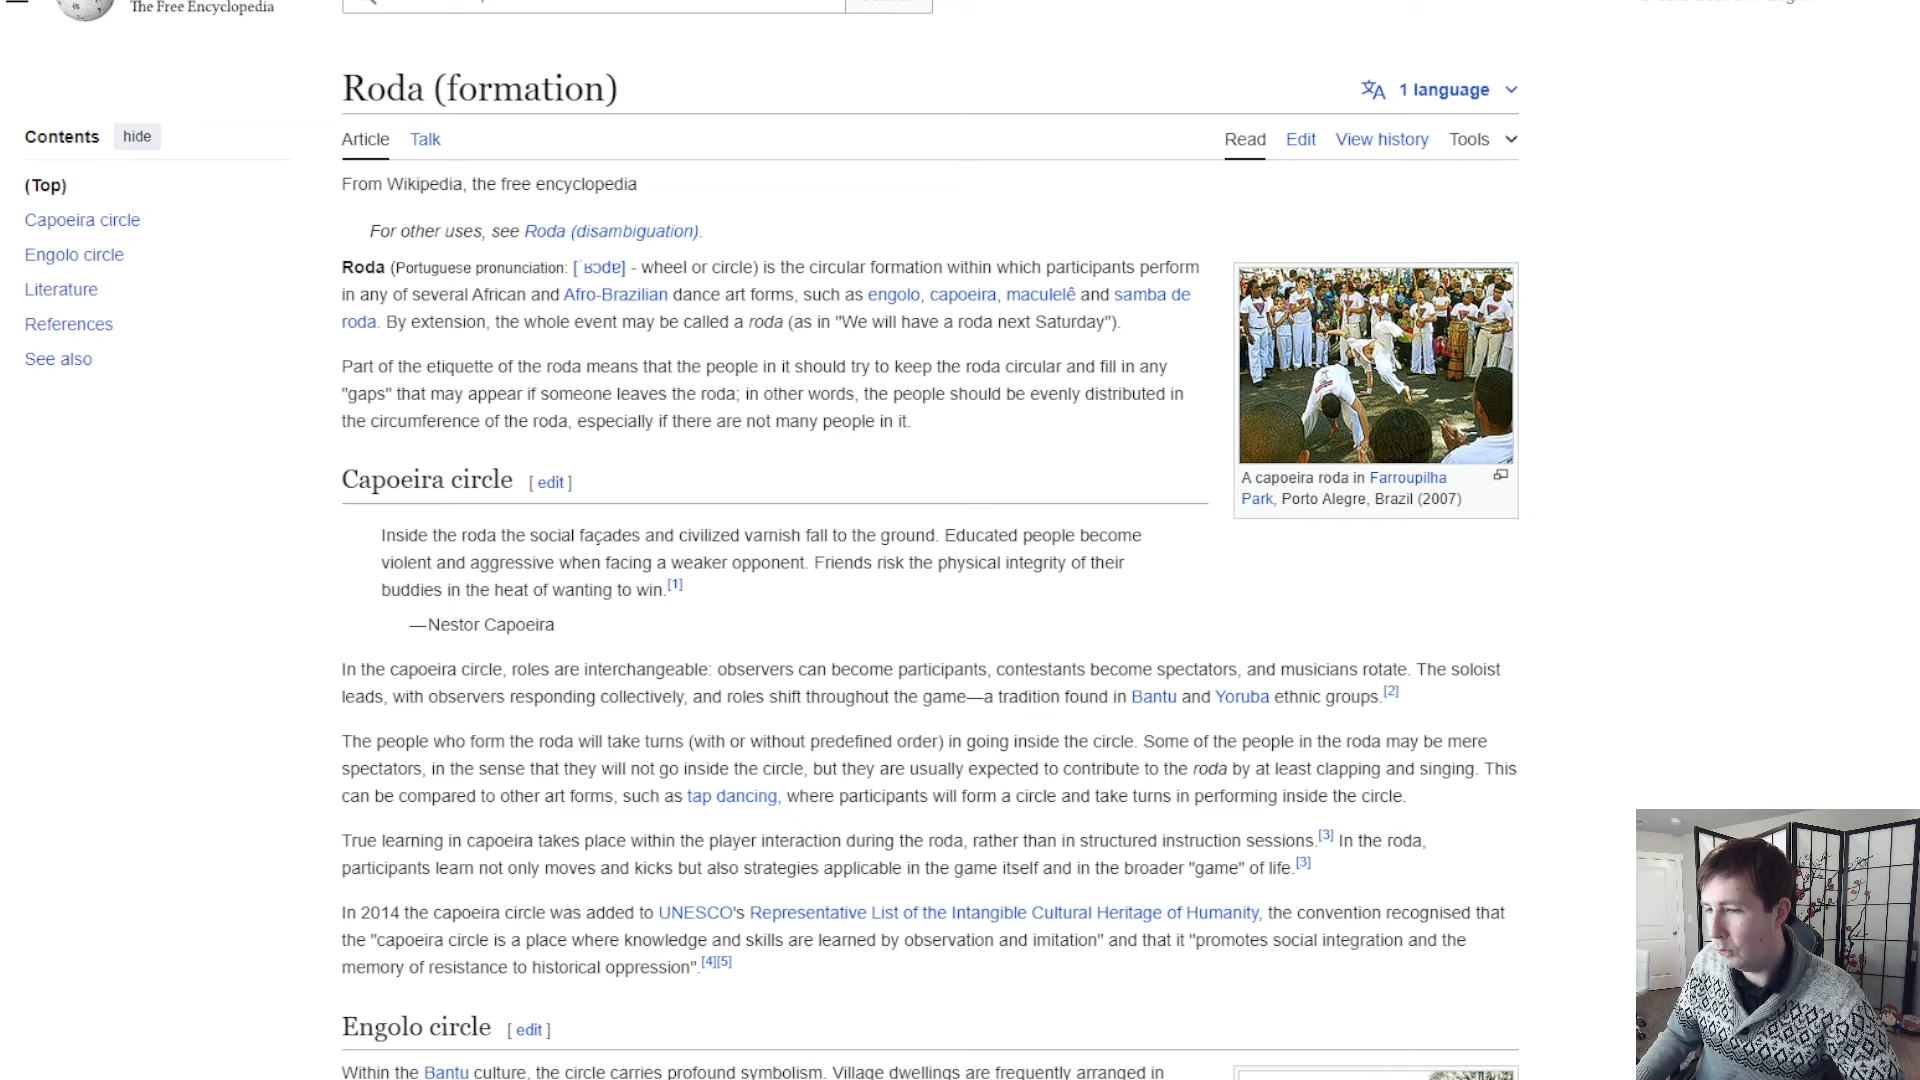 The Free Encyclopedia
Roda (formation)
1 language
Contents hide
Article Talk
Read Edit View history Tools
(Top)
Capoeira circle
Engolo circle
Literature
References
See also
From Wikipedia, the free encyclopedia
For other uses, see Roda (disambiguation).
Roda (Portuguese pronunciation: [ˈʁɔdɐ] - wheel or circle) is the circular formation within which participants perform
in any of several African and Afro-Brazilian dance art forms, such as engolo, capoeira, maculelê and samba de
roda. By extension, the whole event may be called a roda (as in "We will have a roda next Saturday").
Part of the etiquette of the roda means that the people in it should try to keep the roda circular and fill in any
"gaps" that may appear if someone leaves the roda; in other words, the people should be evenly distributed in
the circumference of the roda, especially if there are not many people in it.
A capoeira roda in Farroupilha
Park, Porto Alegre, Brazil (2007)
Capoeira circle [ edit ]
Inside the roda the social façades and civilized varnish fall to the ground. Educated people become
violent and aggressive when facing a weaker opponent. Friends risk the physical integrity of their
buddies in the heat of wanting to win.[1]
—Nestor Capoeira
In the capoeira circle, roles are interchangeable: observers can become participants, contestants become spectators, and musicians rotate. The soloist
leads, with observers responding collectively, and roles shift throughout the game—a tradition found in Bantu and Yoruba ethnic groups.[2]
The people who form the roda will take turns (with or without predefined order) in going inside the circle. Some of the people in the roda may be mere
spectators, in the sense that they will not go inside the circle, but they are usually expected to contribute to the roda by at least clapping and singing. This
can be compared to other art forms, such as tap dancing, where participants will form a circle and take turns in performing inside the circle.
True learning in capoeira takes place within the player interaction during the roda, rather than in structured instruction sessions.[3] In the roda,
participants learn not only moves and kicks but also strategies applicable in the game itself and in the broader "game" of life.[3]
In 2014 the capoeira circle was added to UNESCO's Representative List of the Intangible Cultural Heritage of Humanity, the convention recognised that
the "capoeira circle is a place where knowledge and skills are learned by observation and imitation" and that it "promotes social integration and the
memory of resistance to historical oppression".[4][5]
Engolo circle [ edit ]
Within the Bantu culture, the circle carries profound symbolism. Village dwellings are frequently arranged in